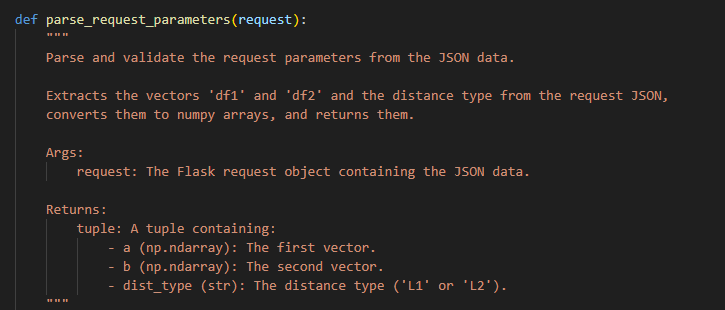 def parse_request_parameters(request):
"""
Parse and validate the request parameters from the JSON data.
Extracts the vectors 'df1' and 'df2' and the distance type from the request JSON,
converts them to numpy arrays, and returns them.
Args:
request: The Flask request object containing the JSON data.
Returns:
tuple: A tuple containing:
- a (np.ndarray): The first vector.
- b (np.ndarray): The second vector.
- dist_type (str): The distance type ('L1' or 'L2').
"""